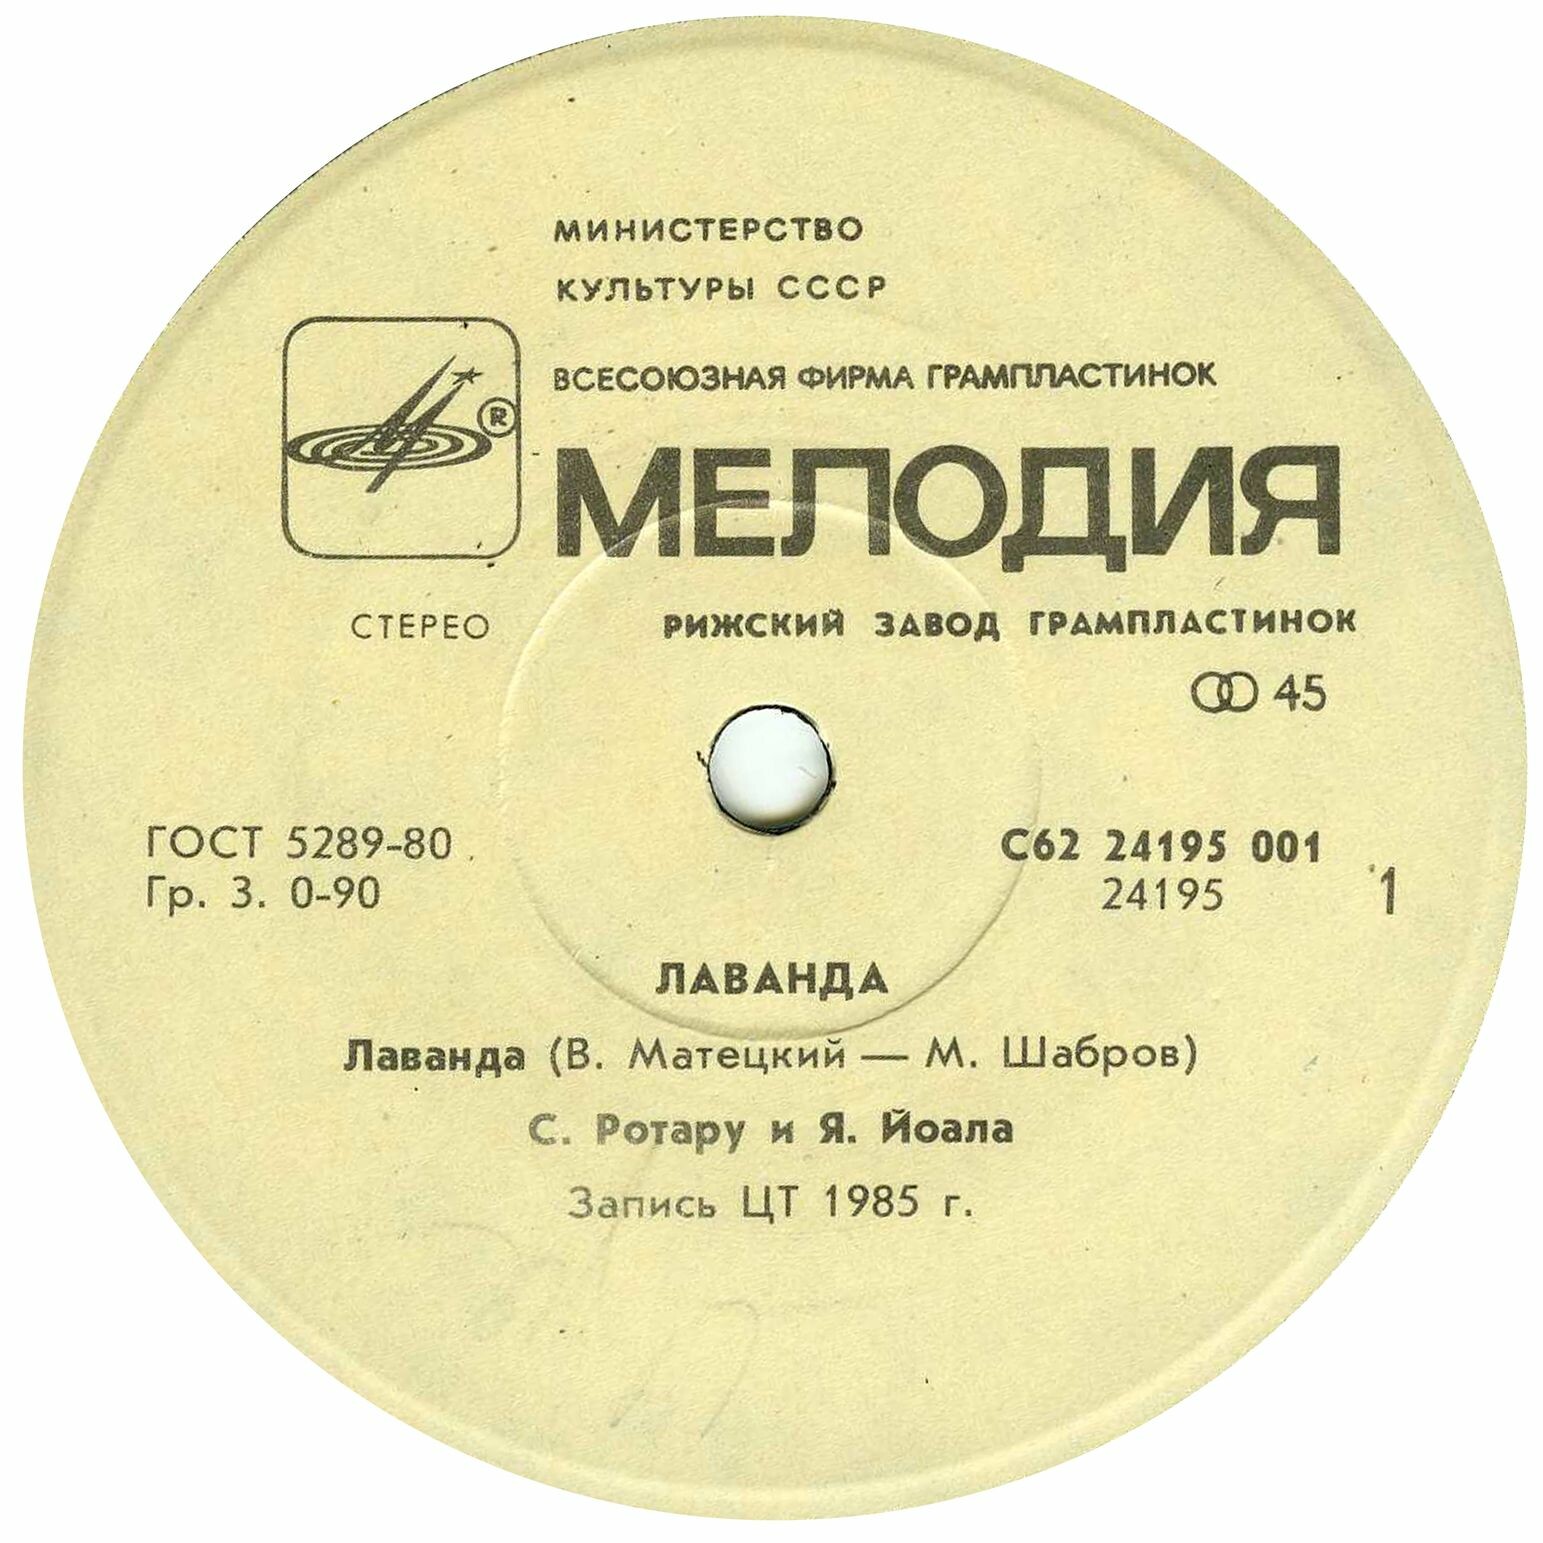 МИНИСТЕРСТВО
КУЛЬТУРЫ СССР
ВСЕСОЮЗНАЯ ФИРМА ГРАМПЛАСТИНОК
®
МЕЛОДИЯ
СТЕРЕО
РИЖСКИЙ ЗАВОД ГРАМПЛАСТИНОК
45
ГОСТ 5289-80
Гр. 3. 0-90
С62 24195 001
24195
1
ЛАВАНДА
Лаванда (В. Матецкий — М. Шабров)
С. Ротару и Я. Йоала
Запись ЦТ 1985 г.